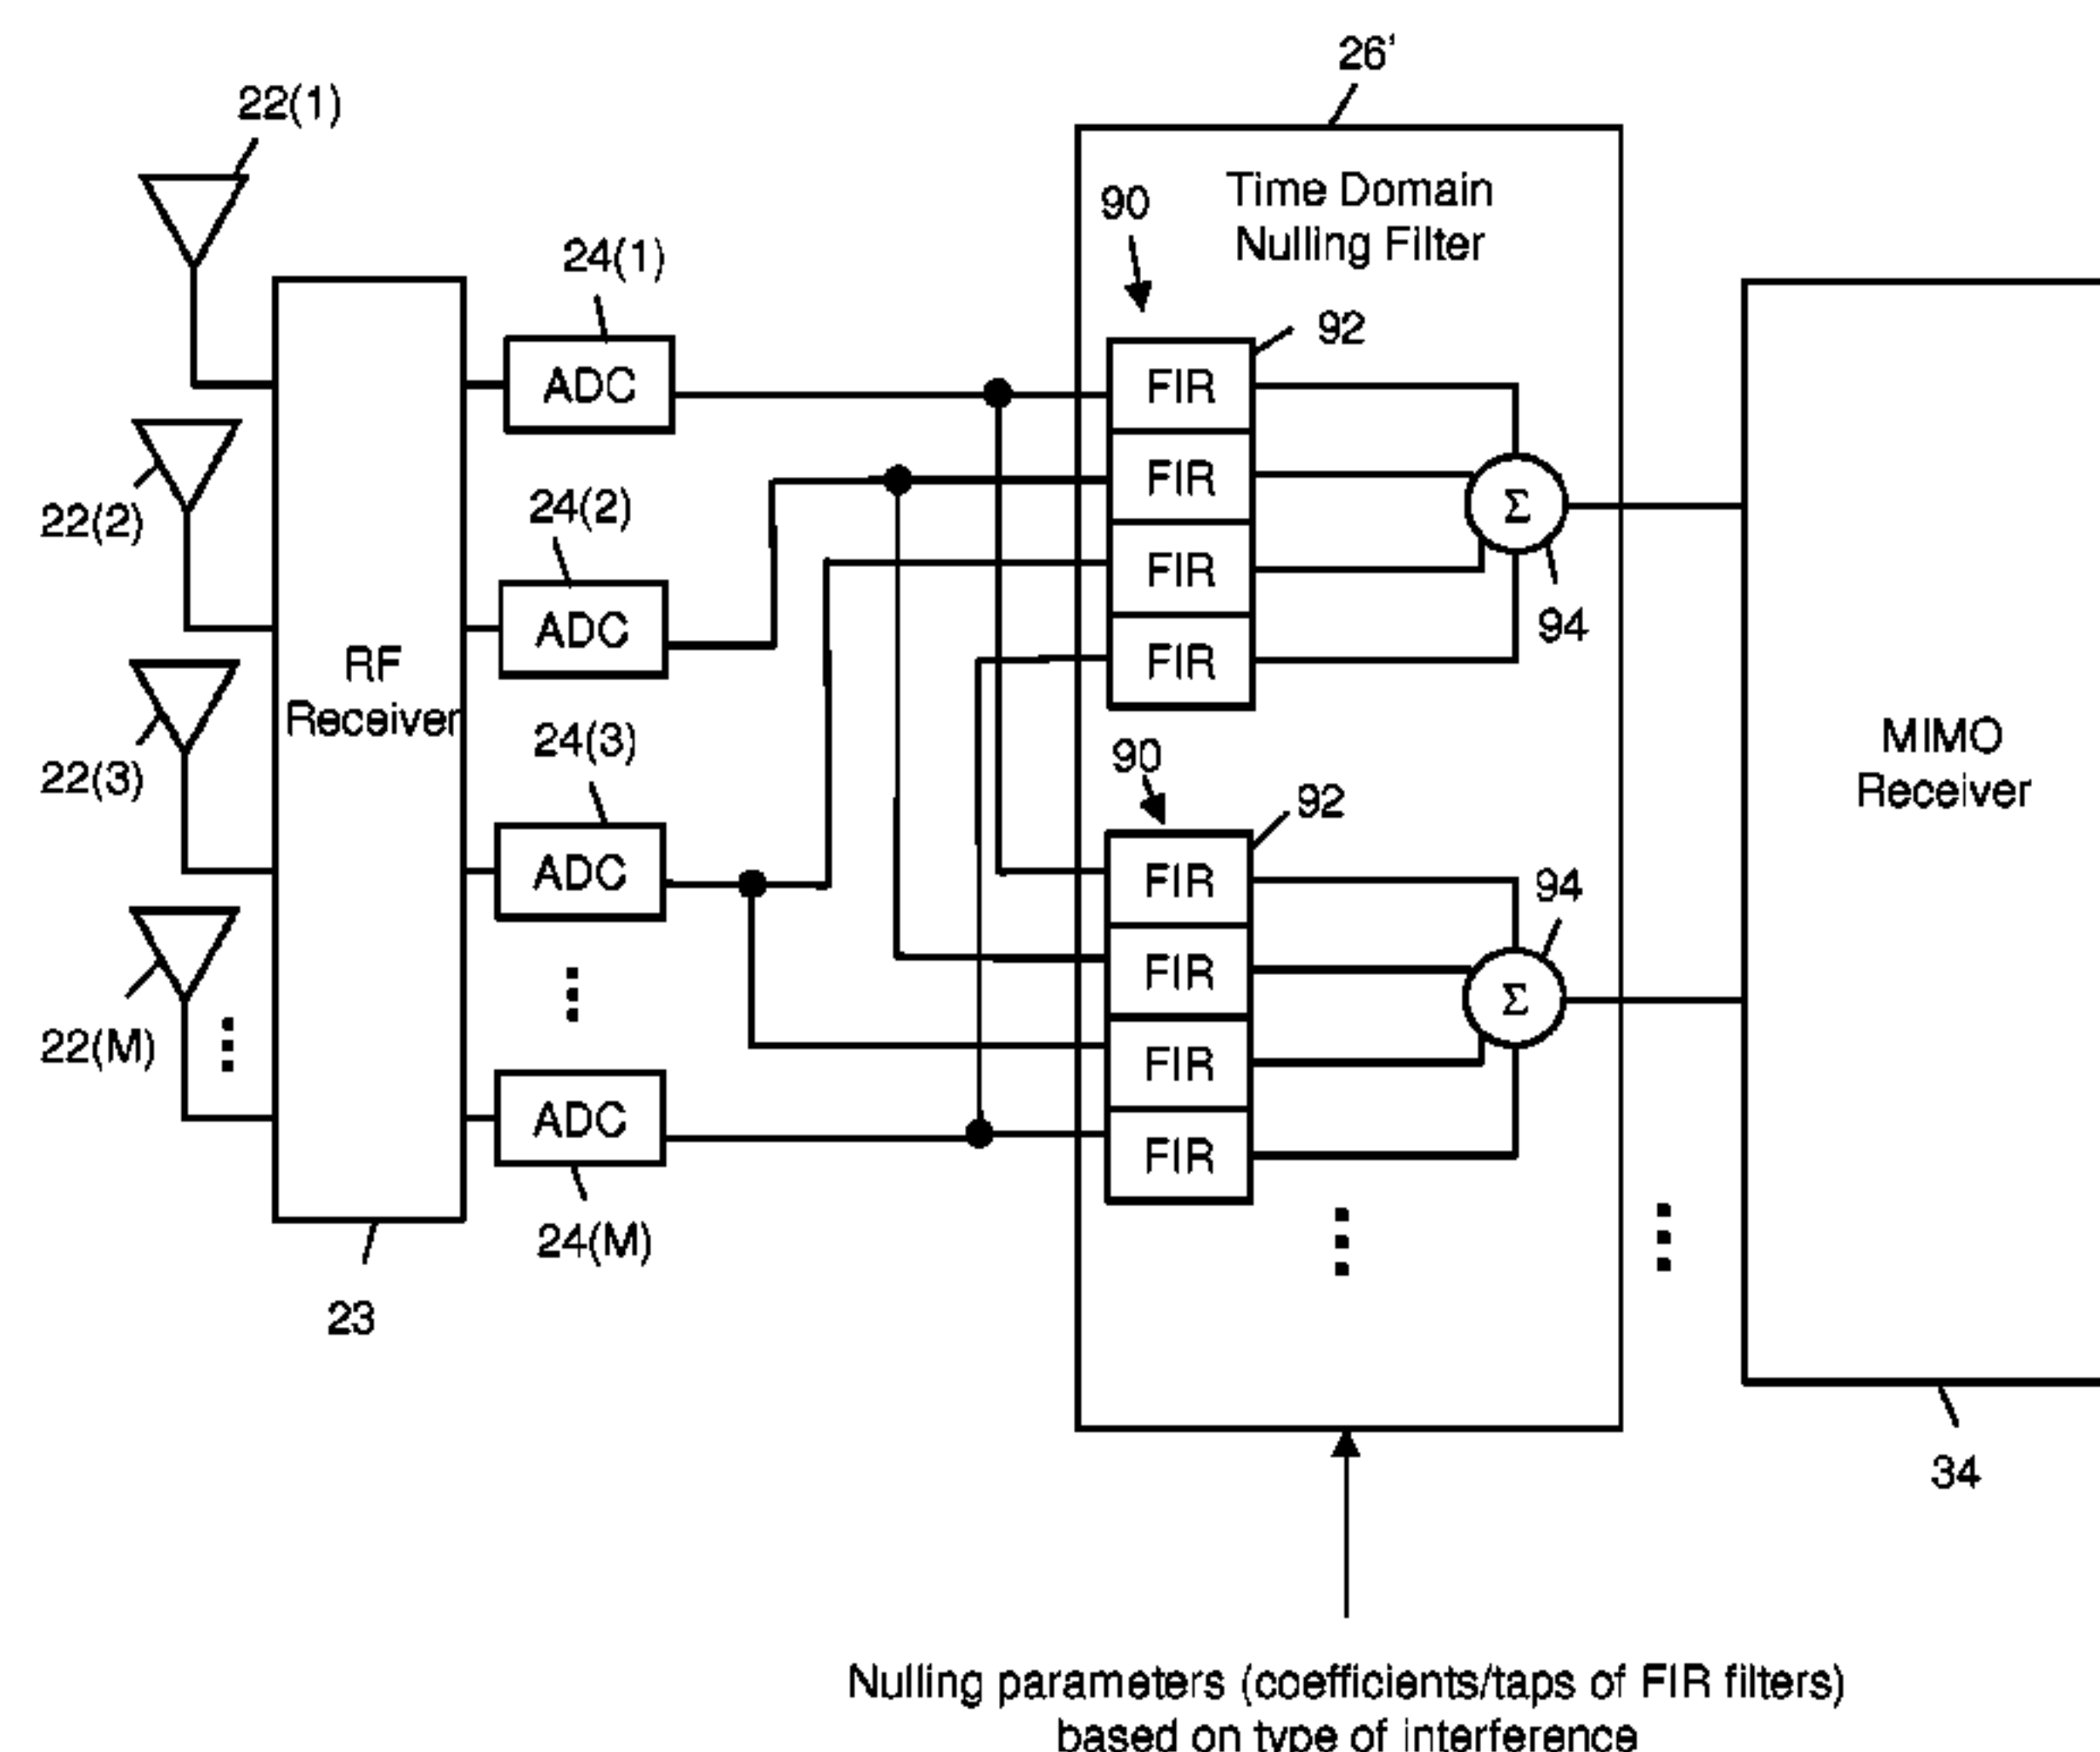 26'
22(1)
Time Domain
Nulling Filter
90
24(1)
92
ADC
FIR
FIR
FIR
FIR
Σ
94
22(2)
24(2)
ADC
RF
Receiver
22(3)
24(3)
ADC
90
92
FIR
FIR
FIR
FIR
94
Σ
MIMO
Receiver
22(M)
ADC
24(M)
23
34
Nulling parameters (coefficients/taps of FIR filters)
based on type of interference